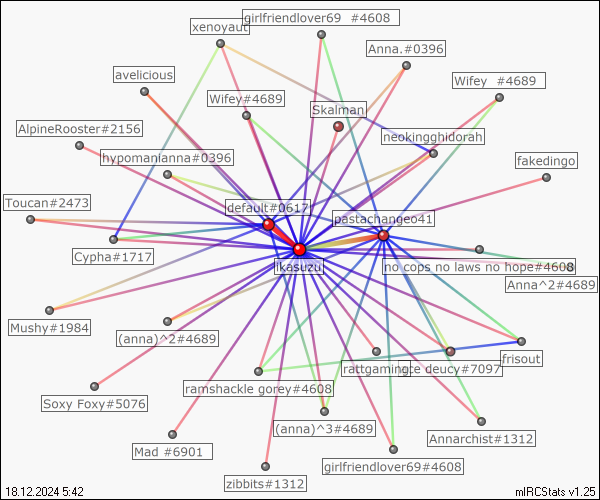 girlfriendlover69 #4608
xenoyaut
Anna.#0396
avelicious
Wifey #4689
Wifey#4689
Skalman
AlpineRooster#2156
neokingghidorah
hypomanianna#0396
fakedingo
Toucan#2473
default#0617
pastachangeo41
Cypha#1717
ikasuzu
no cops no laws no hope#4608
Anna^2#4689
Mushy#1984
(anna)^2#4689
frisout
rattgaming
deucy#7097
ramshackle gorey#4608
Soxy Foxy#5076
(anna)^3#4689
Annarchist#1312
Mad #6901
girlfriendlover69#4608
zibbits#1312
18.12.2024 5:42
mIRCStats v1.25